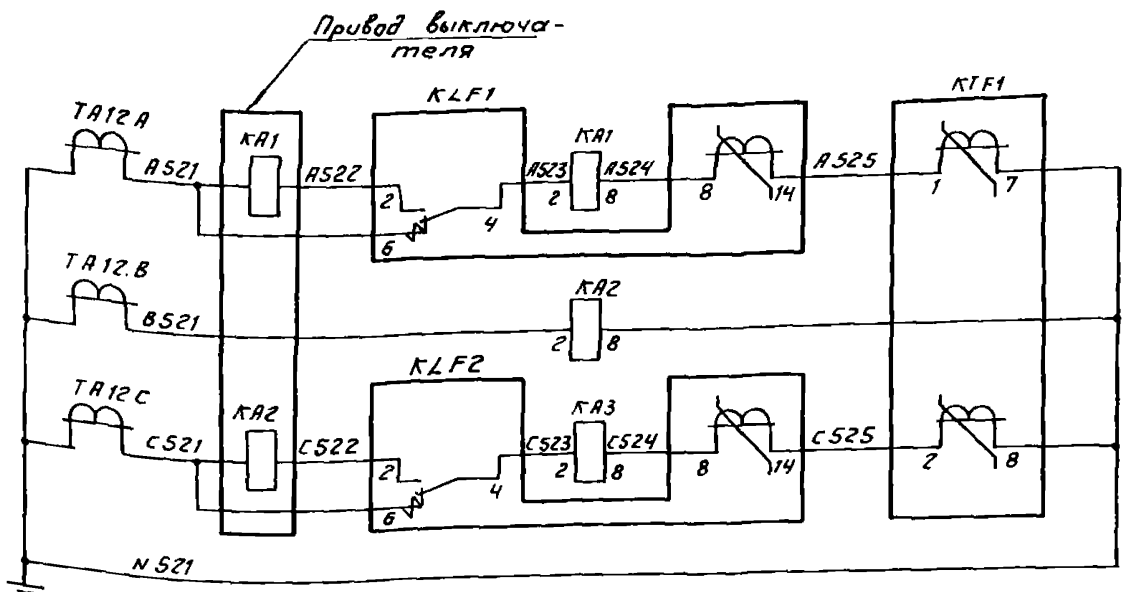 Привод выключа-
теля
TA12A
KLF1
KTF1
KA1
KA1
A521
A522
A523
A524
A525
2
4
2
8
8
14
1
7
6
TA12.B
KA2
B521
2
8
KLF2
TA12C
KA2
KA3
C521
C522
C523
C524
C525
2
4
2
8
8
14
2
8
6
N521